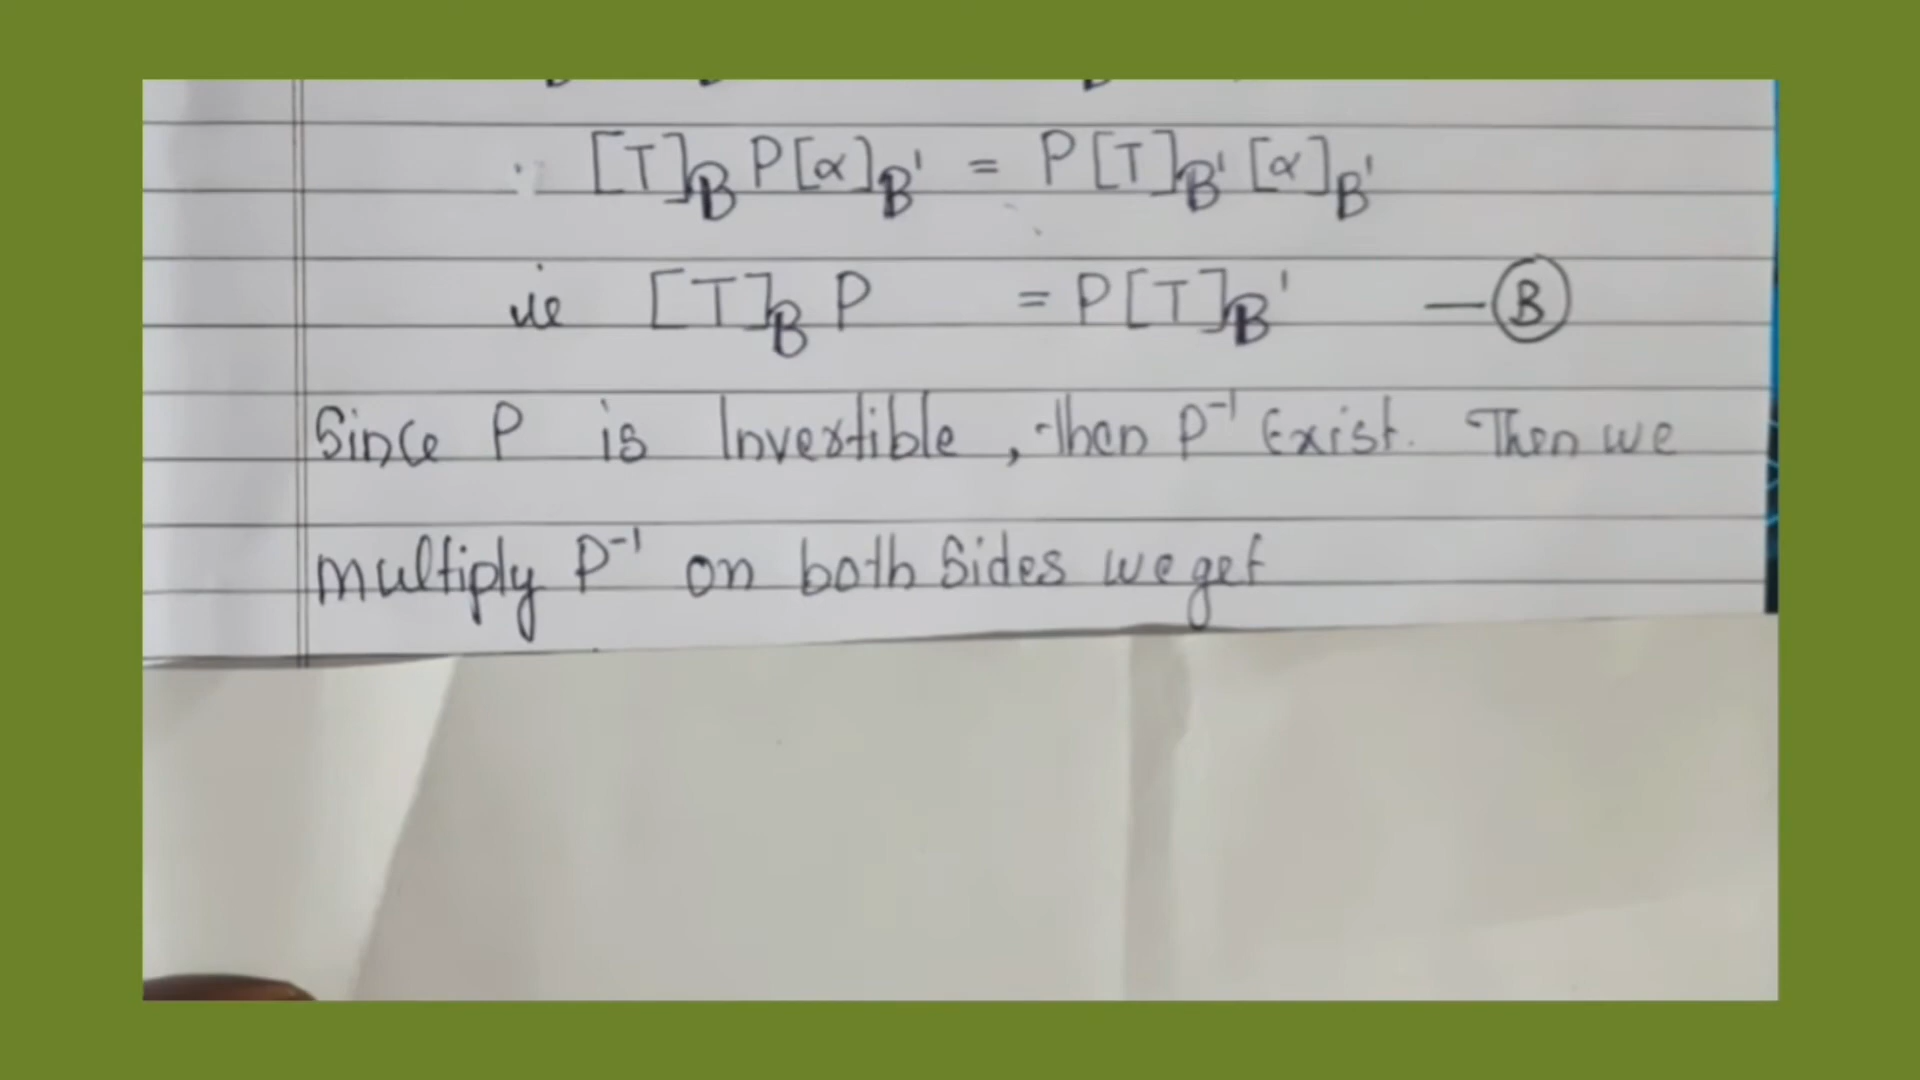 ∴ [T]B P[α]B' = P[T]B' [α]B'
ie [T]B P = P[T]B' — B
Since P is Invertible, then P⁻¹ Exist. Then we
multiply P⁻¹ on both Sides we get